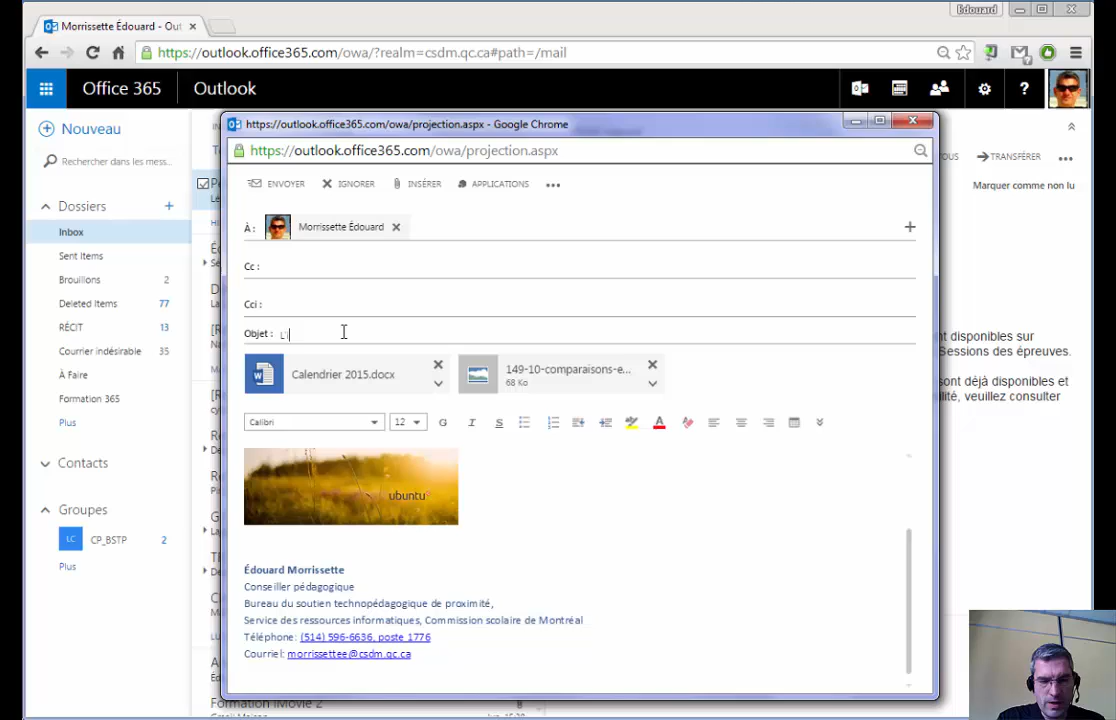 Edouard
Morrissette Édouard - Out
https://outlook.office365.com/owa/?realm=csdm.qc.ca#path=/mail
Office 365
Outlook
?
Nouveau
Rechercher dans les mess...
Dossiers
Inbox
Sent Items
Brouillons 2
Deleted Items 77
RÉCIT 13
Courrier indésirable 35
À Faire
Formation 365
Plus
Contacts
Groupes
LC CP_BSTP 2
Plus
https://outlook.office365.com/owa/projection.aspx - Google Chrome
https://outlook.office365.com/owa/projection.aspx
ENVOYER IGNORER INSÉRER APPLICATIONS
À : Morrissette Édouard
Cc :
Cci :
Objet : L'i
Calendrier 2015.docx
149-10-comparaisons-e...
68 Ko
Calibri 12 G I S
ubuntu
Édouard Morrissette
Conseiller pédagogique
Bureau du soutien technopédagogique de proximité,
Service des ressources informatiques, Commission scolaire de Montréal
Téléphone: (514) 596-6636, poste 1776
Courriel: morrissettee@csdm.qc.ca
OUS TRANSFÉRER
Marquer comme non lu
nt disponibles sur
Sessions des épreuves.
sont déjà disponibles et
ilité, veuillez consulter
Formation iMovie 2